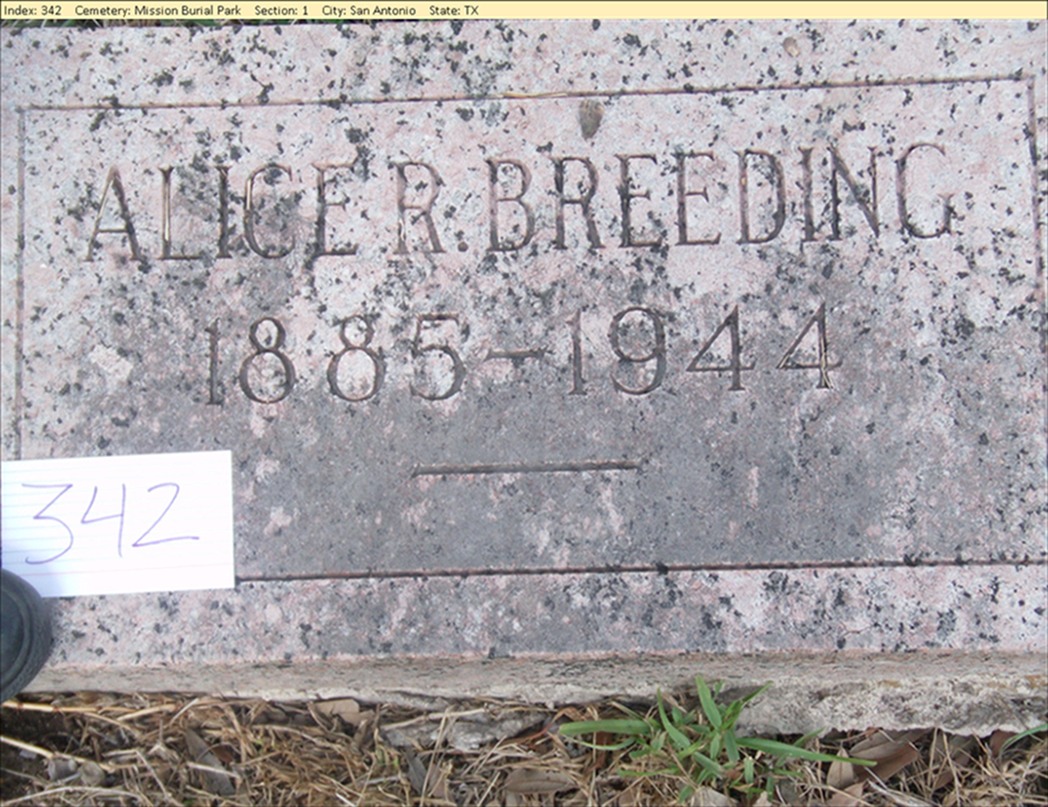 Index: 342 Cemetery: Mission Burial Park Section: 1 City: San Antonio State: TX
ALICE R. BREEDING
1885-1944
342